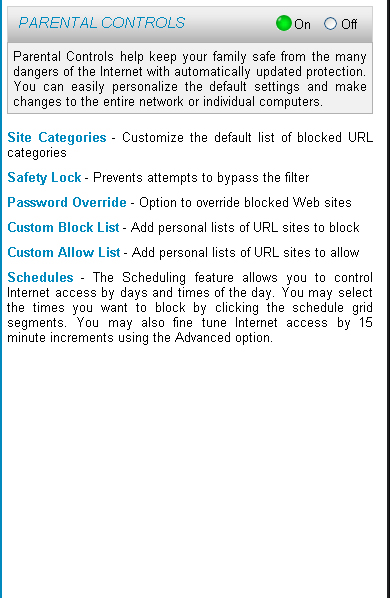 PARENTAL CONTROLS On Off
Parental Controls help keep your family safe from the many
dangers of the Internet with automatically updated protection.
You can easily personalize the default settings and make
changes to the entire network or individual computers.
Site Categories - Customize the default list of blocked URL
categories
Safety Lock - Prevents attempts to bypass the filter
Password Override - Option to override blocked Web sites
Custom Block List - Add personal lists of URL sites to block
Custom Allow List - Add personal lists of URL sites to allow
Schedules - The Scheduling feature allows you to control
Internet access by days and times of the day. You may select
the times you want to block by clicking the schedule grid
segments. You may also fine tune Internet access by 15
minute increments using the Advanced option.